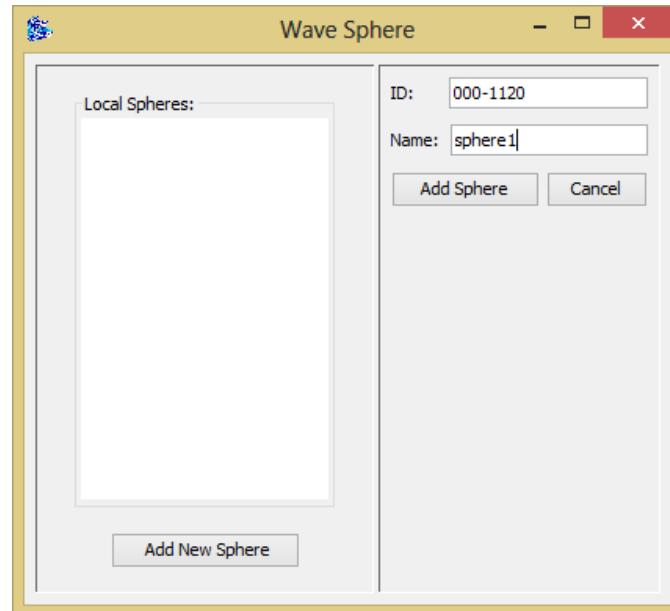 Wave Sphere
Local Spheres:
Add New Sphere
ID: 000-1120
Name: sphere1
Add Sphere Cancel